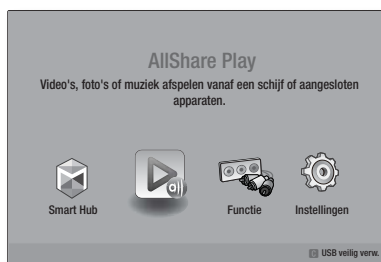 AllShare Play
Video's, foto's of muziek afspelen vanaf een schijf of aangesloten
apparaten.
Smart Hub
Functie
Instellingen
USB veilig verw.